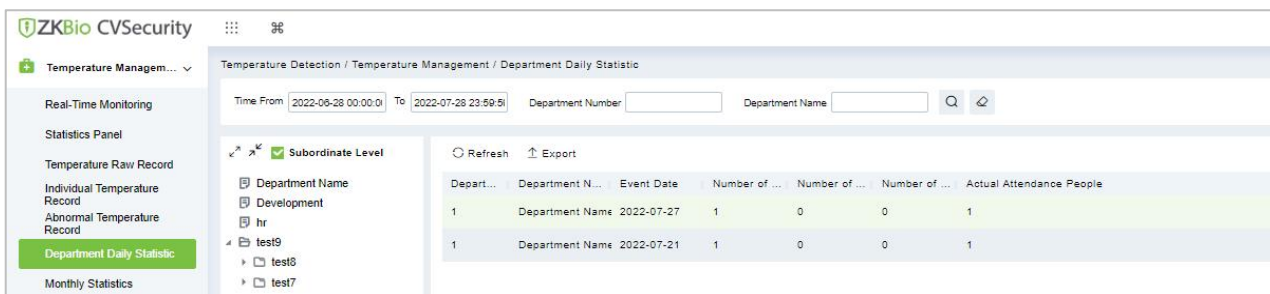 ZKBio CVSecurity
Temperature Managem...
Temperature Detection / Temperature Management / Department Daily Statistic
Real-Time Monitoring
Statistics Panel
Temperature Raw Record
Individual Temperature
Record
Abnormal Temperature
Record
Department Daily Statistic
Monthly Statistics
Time From 2022-06-28 00:00:0 To 2022-07-28 23:59:5 Department Number Department Name
Subordinate Level
Department Name
Development
hr
test9
test8
test7
Refresh Export
Depart... Department N... Event Date Number of ... Number of ... Number of ... Actual Attendance People
1 Department Name 2022-07-27 1 0 0 1
1 Department Name 2022-07-21 1 0 0 1